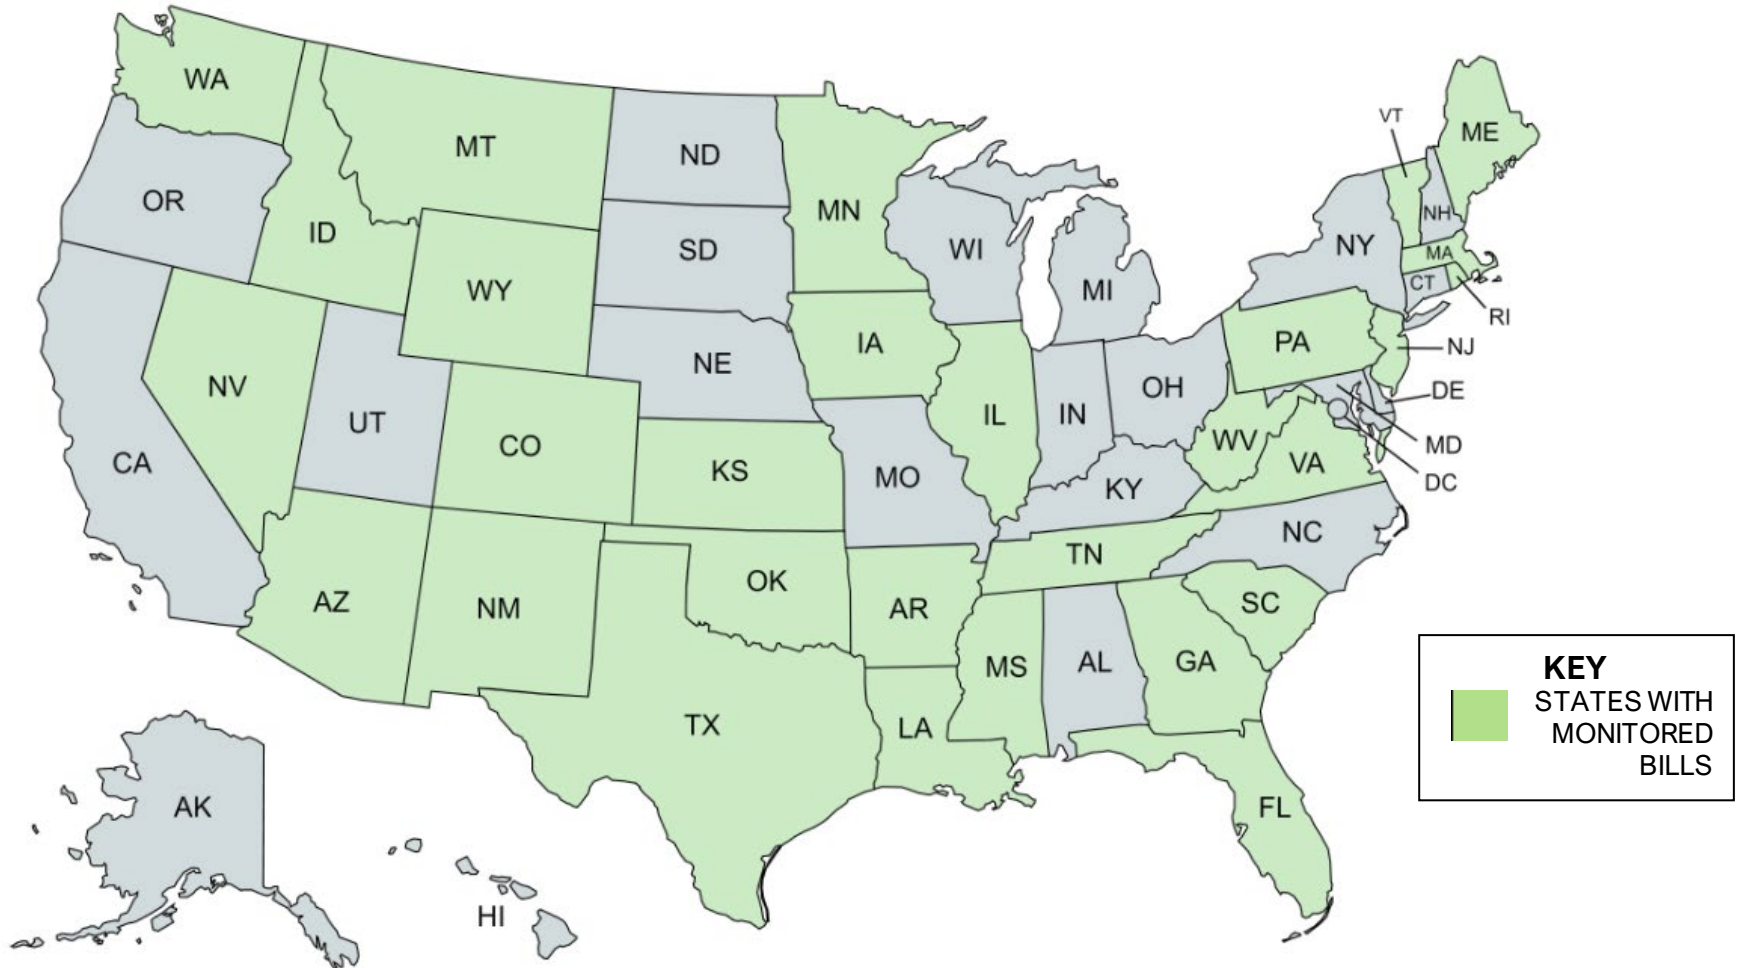 WA
MT
ND
MN
OR
ID
SD
WI
MI
WY
NE
IA
NV
UT
CO
KS
CA
MO
IL
IN
OH
KY
WV
VA
PA
NY
VT
NH
ME
MA
CT
RI
NJ
DE
MD
DC
NC
TN
SC
AZ
NM
OK
AR
MS
AL
GA
TX
LA
FL
AK
HI
KEY
STATES WITH
MONITORED
BILLS